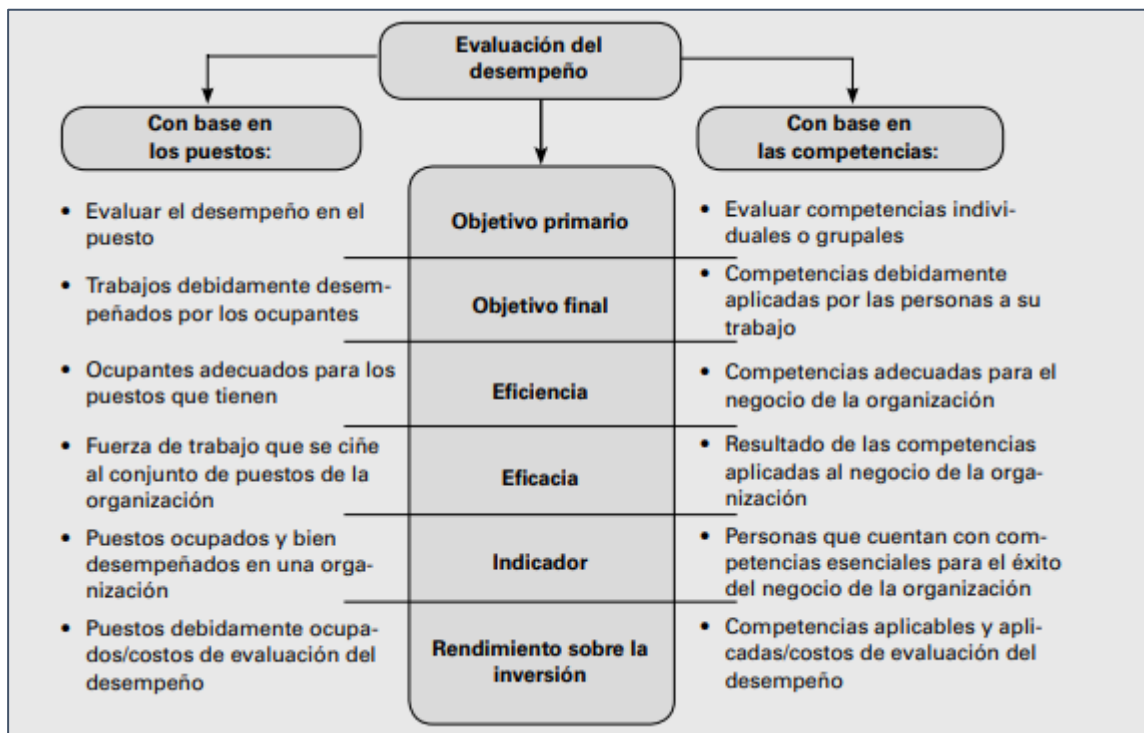 Evaluación del
desempeño
Con base en
los puestos:
Con base en
las competencias:
• Evaluar el desempeño en el
puesto
Objetivo primario
• Evaluar competencias indivi-
duales o grupales
• Trabajos debidamente desem-
peñados por los ocupantes
Objetivo final
• Competencias debidamente
aplicadas por las personas a su
trabajo
• Ocupantes adecuados para los
puestos que tienen
Eficiencia
• Competencias adecuadas para el
negocio de la organización
• Fuerza de trabajo que se ciñe
al conjunto de puestos de la
organización
Eficacia
• Resultado de las competencias
aplicadas al negocio de la orga-
nización
• Puestos ocupados y bien
desempeñados en una orga-
nización
Indicador
• Personas que cuentan con com-
petencias esenciales para el éxito
del negocio de la organización
• Puestos debidamente ocupa-
dos/costos de evaluación del
desempeño
Rendimiento sobre la
inversión
• Competencias aplicables y apli-
cadas/costos de evaluación del
desempeño